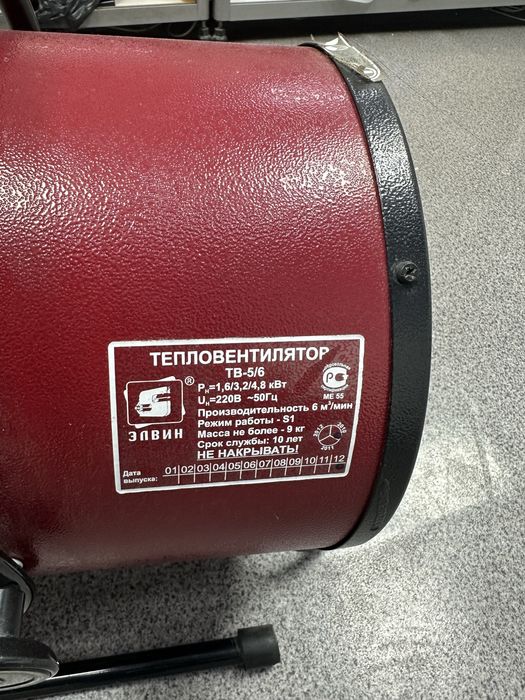 ТЕПЛОВЕНТИЛЯТОР
ТВ-5/6
Pн=1,6/3,2/4,8 кВт
Uн=220В ~50Гц
Производительность 6 м³/мин
Режим работы - S1
Масса не более - 9 кг
Срок службы: 10 лет
НЕ НАКРЫВАТЬ!
®
ЭЛВИН
РС
МЕ 55
2011
Дата выпуска: 01 02 03 04 05 06 07 08 09 10 11 12